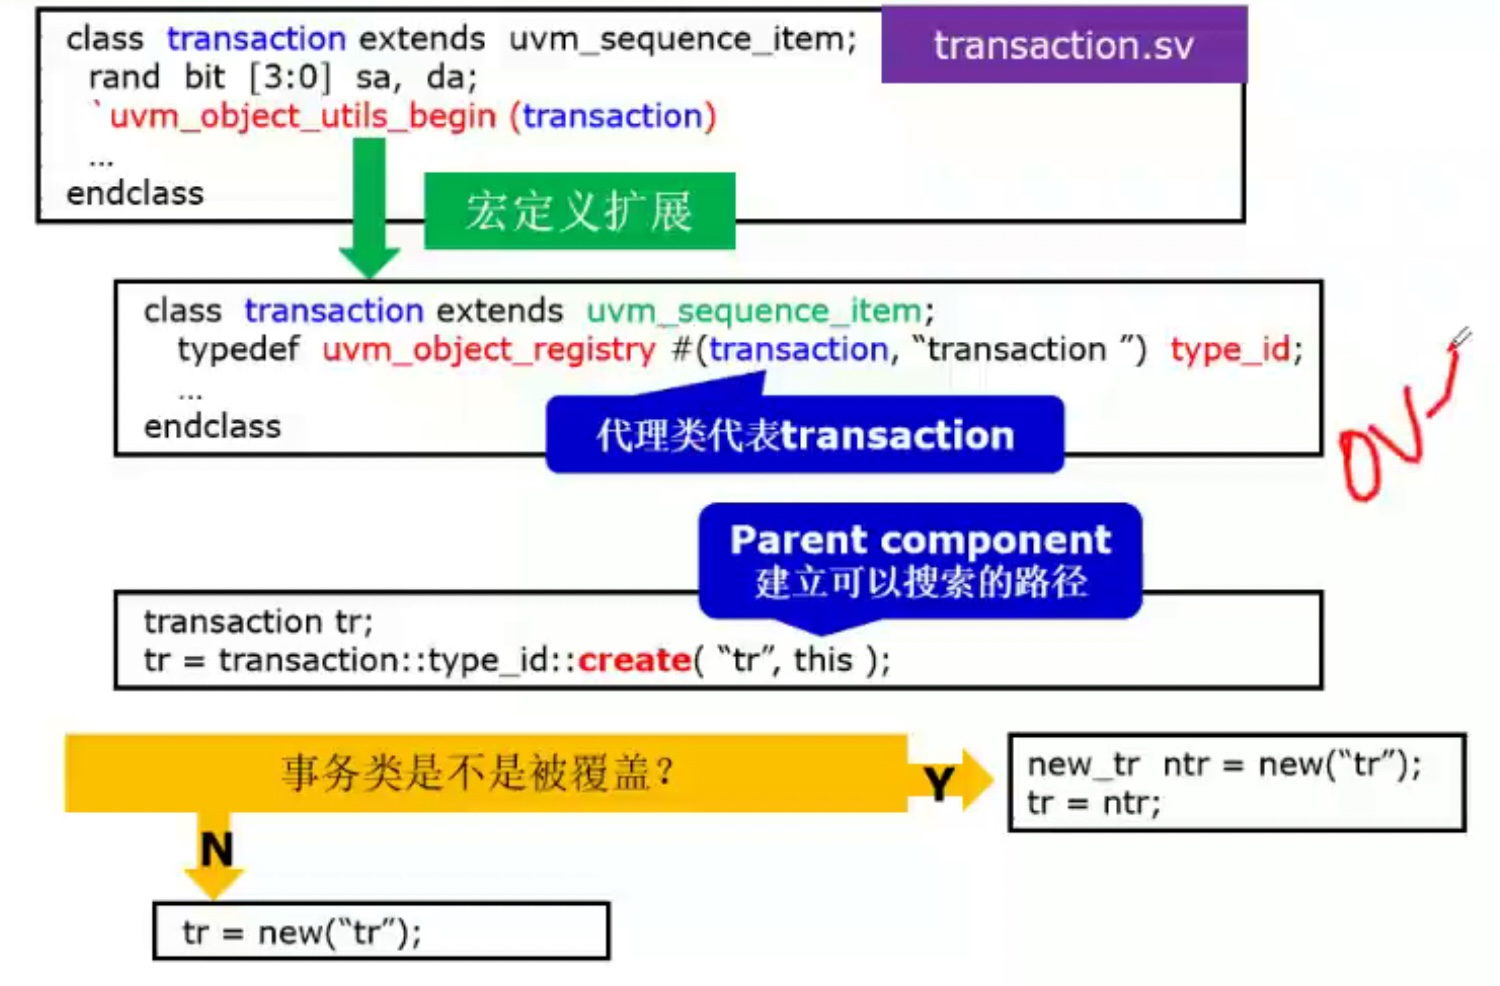 class transaction extends uvm_sequence_item;
transaction.sv
rand bit [3:0] sa, da;
`uvm_object_utils_begin (transaction)
...
endclass
宏定义扩展
class transaction extends uvm_sequence_item;
typedef uvm_object_registry #(transaction, “transaction ”) type_id;
...
endclass
代理类代表transaction
ov
Parent component
建立可以搜索的路径
transaction tr;
tr = transaction::type_id::create( “tr”, this );
事务类是不是被覆盖?
Y
new_tr ntr = new(“tr”);
tr = ntr;
N
tr = new(“tr”);